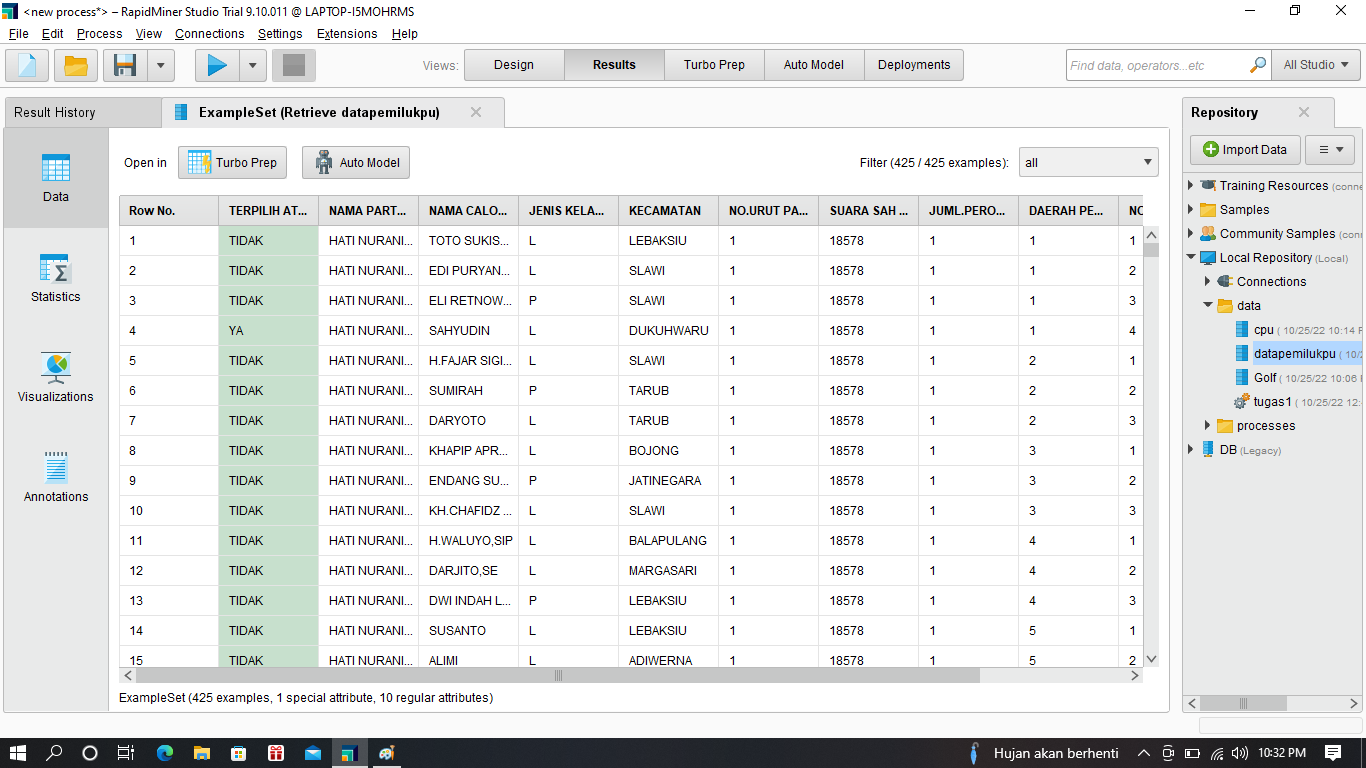 <new process*> – RapidMiner Studio Trial 9.10.011 @ LAPTOP-I5MOHRMS
File Edit Process View Connections Settings Extensions Help
Views: Design Results Turbo Prep Auto Model Deployments Find data, operators...etc All Studio
Result History ExampleSet (Retrieve datapemilukpu)
Open in Turbo Prep Auto Model Filter (425 / 425 examples): all
Data
Statistics
Visualizations
Annotations
Row No. TERPILIH AT... NAMA PART... NAMA CALO... JENIS KELA... KECAMATAN NO.URUT PA... SUARA SAH ... JUML.PERO... DAERAH PE... NO
1 TIDAK HATI NURANI... TOTO SUKIS... L LEBAKSIU 1 18578 1 1 1
2 TIDAK HATI NURANI... EDI PURYAN... L SLAWI 1 18578 1 1 2
3 TIDAK HATI NURANI... ELI RETNOW... P SLAWI 1 18578 1 1 3
4 YA HATI NURANI... SAHYUDIN L DUKUHWARU 1 18578 1 1 4
5 TIDAK HATI NURANI... H.FAJAR SIGI... L SLAWI 1 18578 1 2 1
6 TIDAK HATI NURANI... SUMIRAH P TARUB 1 18578 1 2 2
7 TIDAK HATI NURANI... DARYOTO L TARUB 1 18578 1 2 3
8 TIDAK HATI NURANI... KHAPIP APR... L BOJONG 1 18578 1 3 1
9 TIDAK HATI NURANI... ENDANG SU... P JATINEGARA 1 18578 1 3 2
10 TIDAK HATI NURANI... KH.CHAFIDZ ... L SLAWI 1 18578 1 3 3
11 TIDAK HATI NURANI... H.WALUYO,SIP L BALAPULANG 1 18578 1 4 1
12 TIDAK HATI NURANI... DARJITO,SE L MARGASARI 1 18578 1 4 2
13 TIDAK HATI NURANI... DWI INDAH L... P LEBAKSIU 1 18578 1 4 3
14 TIDAK HATI NURANI... SUSANTO L LEBAKSIU 1 18578 1 5 1
15 TIDAK HATI NURANI... ALIMI L ADIWERNA 1 18578 1 5 2
ExampleSet (425 examples, 1 special attribute, 10 regular attributes)
Repository
Import Data
Training Resources (conne
Samples
Community Samples (conn
Local Repository (Local)
Connections
data
cpu ( 10/25/22 10:14 P
datapemilukpu ( 10/2
Golf ( 10/25/22 10:06 P
tugas1 ( 10/25/22 12:
processes
DB (Legacy)
Hujan akan berhenti 10:32 PM